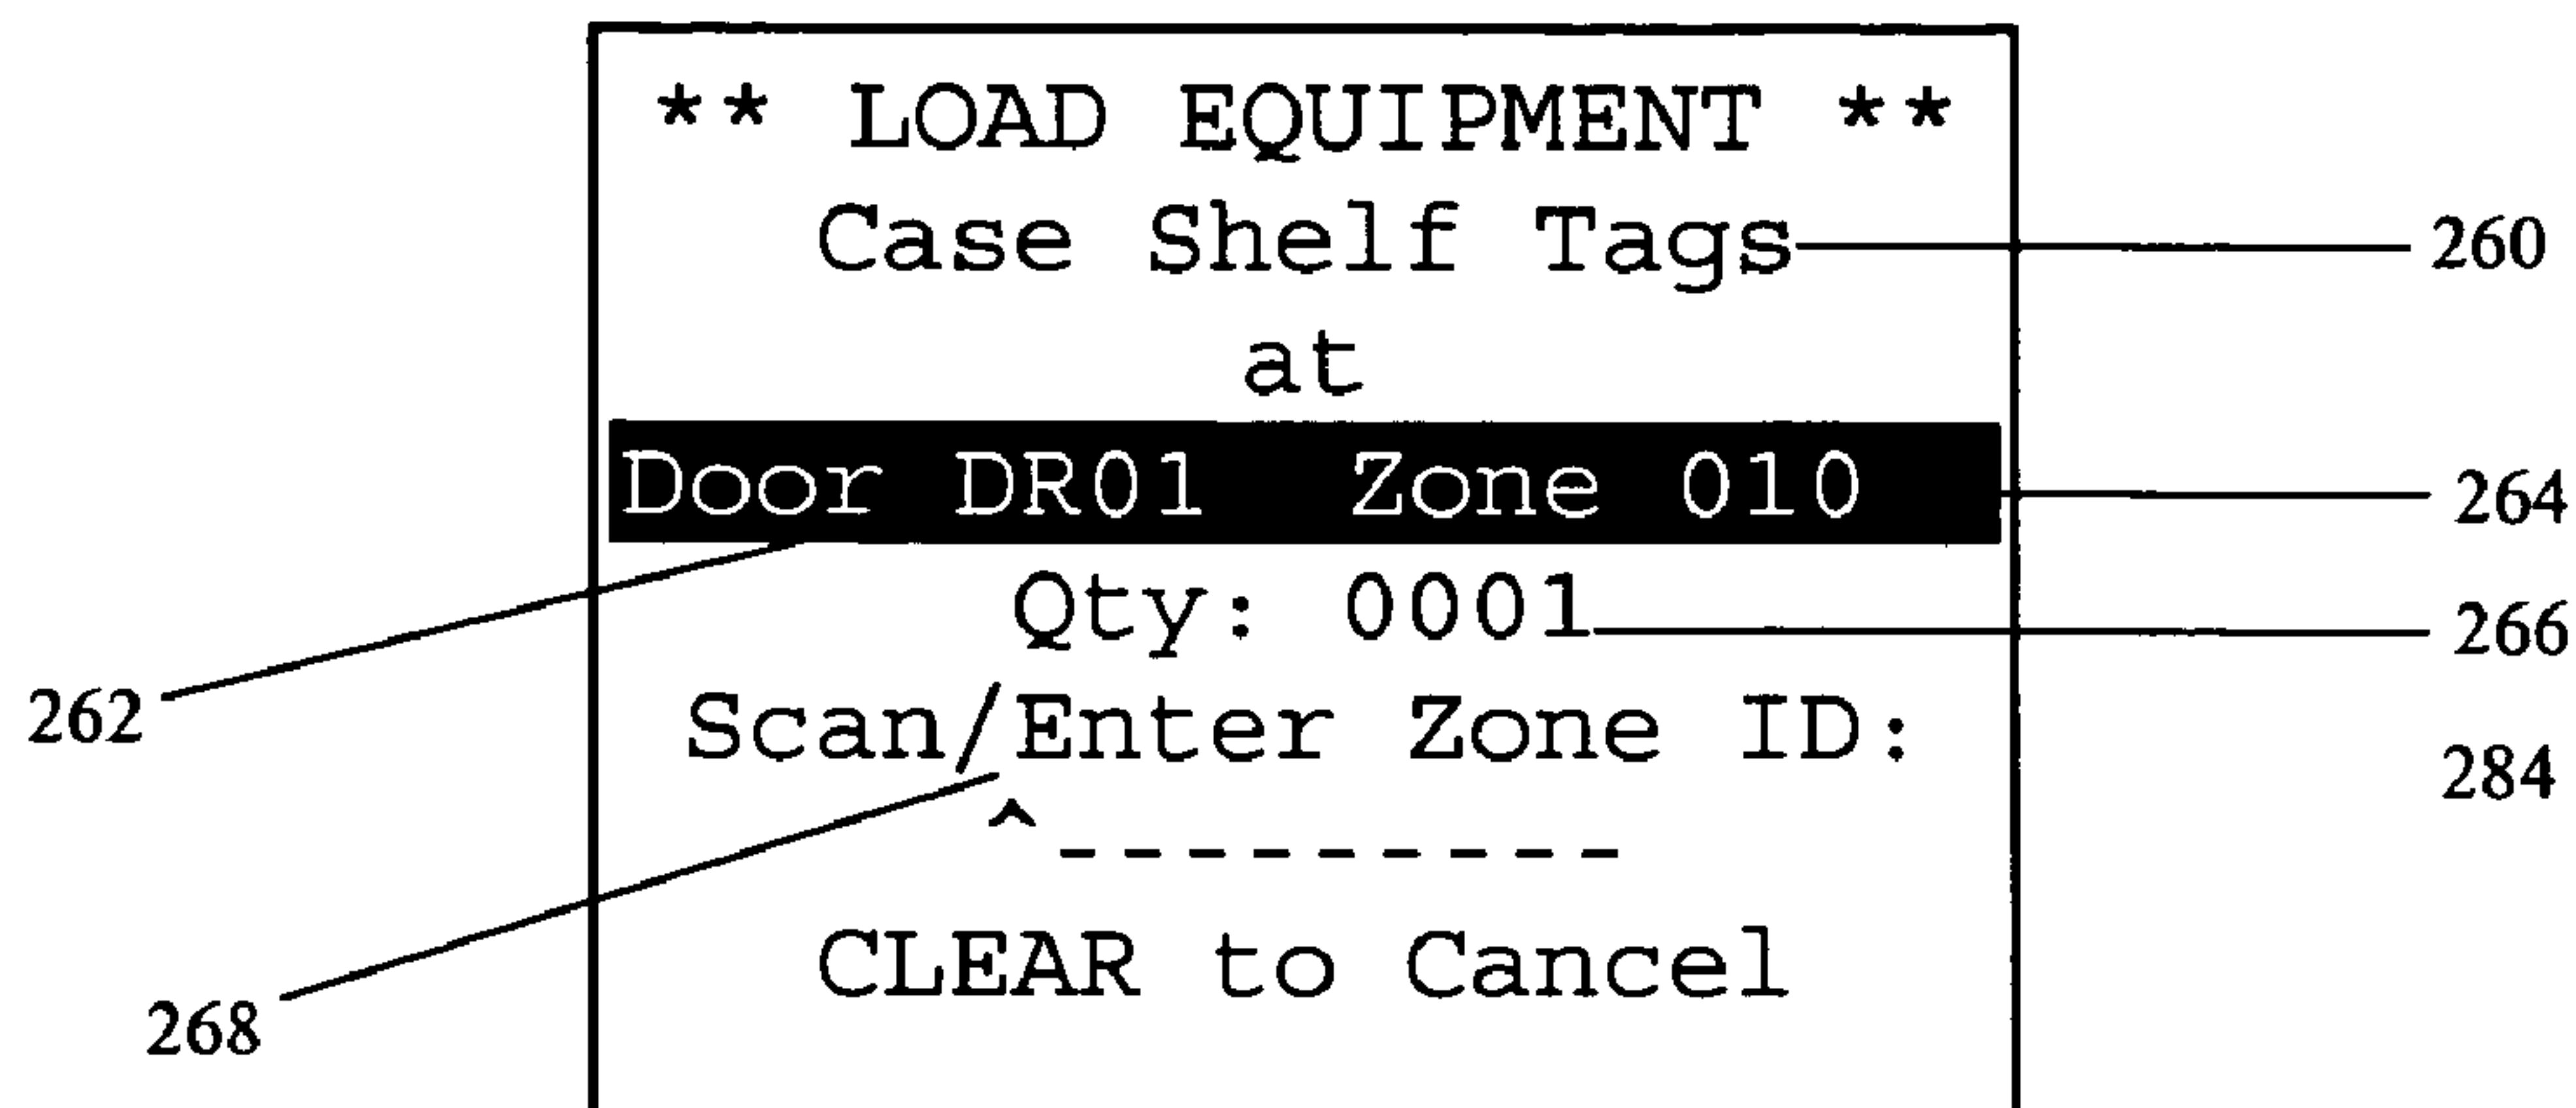 ** LOAD EQUIPMENT **
Case Shelf Tags 260
at
Door DR01 Zone 010 264
Qty: 0001 266
262
Scan/Enter Zone ID:
284
^ ---------
CLEAR to Cancel
268